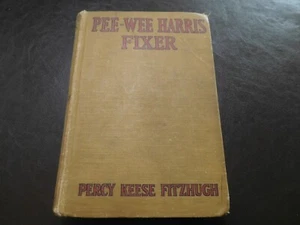 PEE-WEE HARRIS
FIXER
PERCY KEESE FITZHUGH